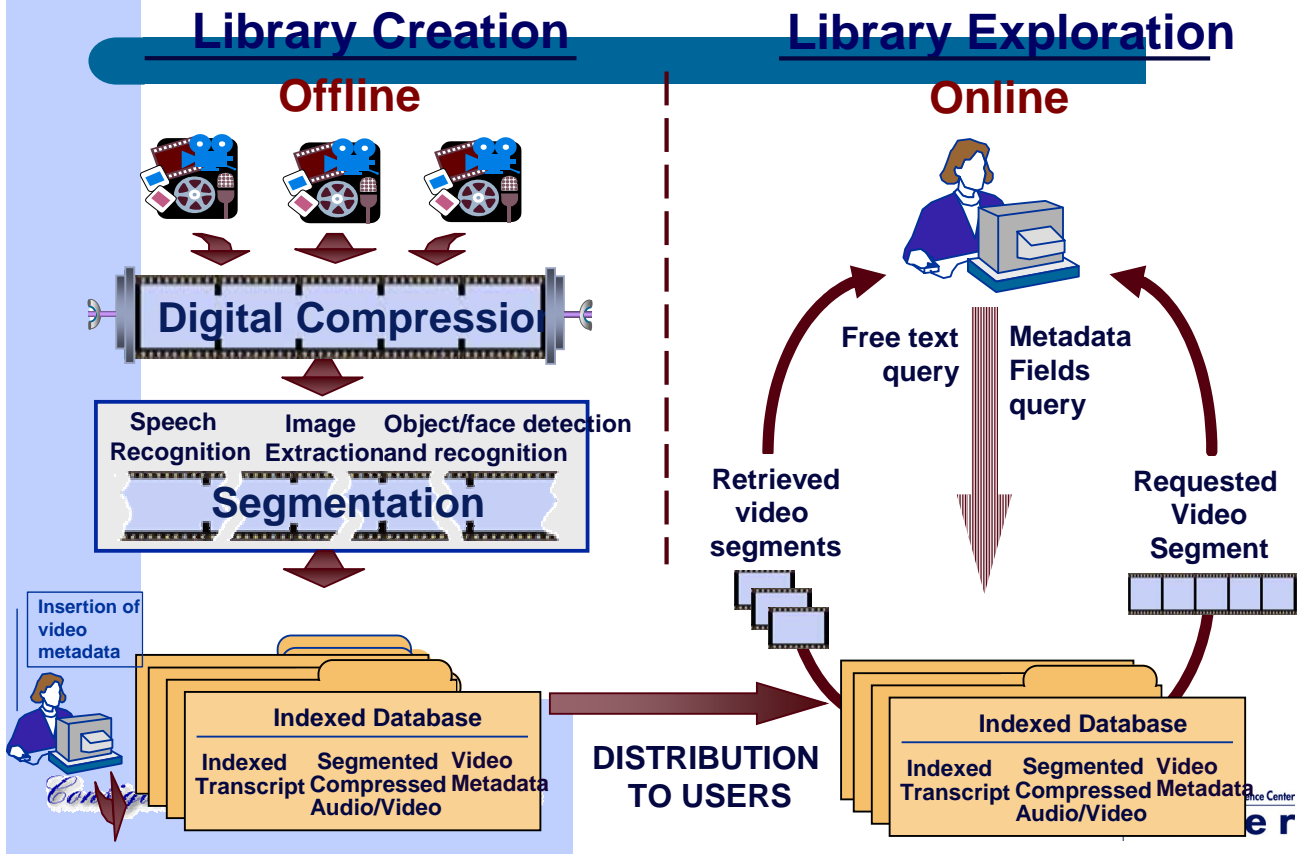 Library Creation
Library Exploration
Offline
Online
Digital Compression
Speech
Recognition
Image
Extraction
Object/face detection
and recognition
Segmentation
Insertion of
video
metadata
Indexed Database
Indexed
Transcript
Segmented
Compressed
Audio/Video
Video
Metadata
DISTRIBUTION
TO USERS
Free text
query
Metadata
Fields
query
Retrieved
video
segments
Requested
Video
Segment
Indexed Database
Indexed
Transcript
Segmented
Compressed
Audio/Video
Video
Metadata
Center